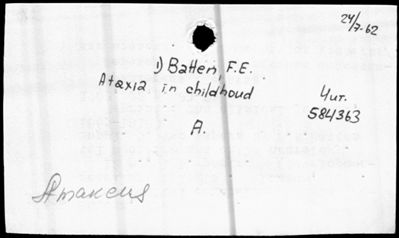 24/7-62
1) Batten, F.E.
Ataxia in childhood
Чит.
584363
A.
Атаксия